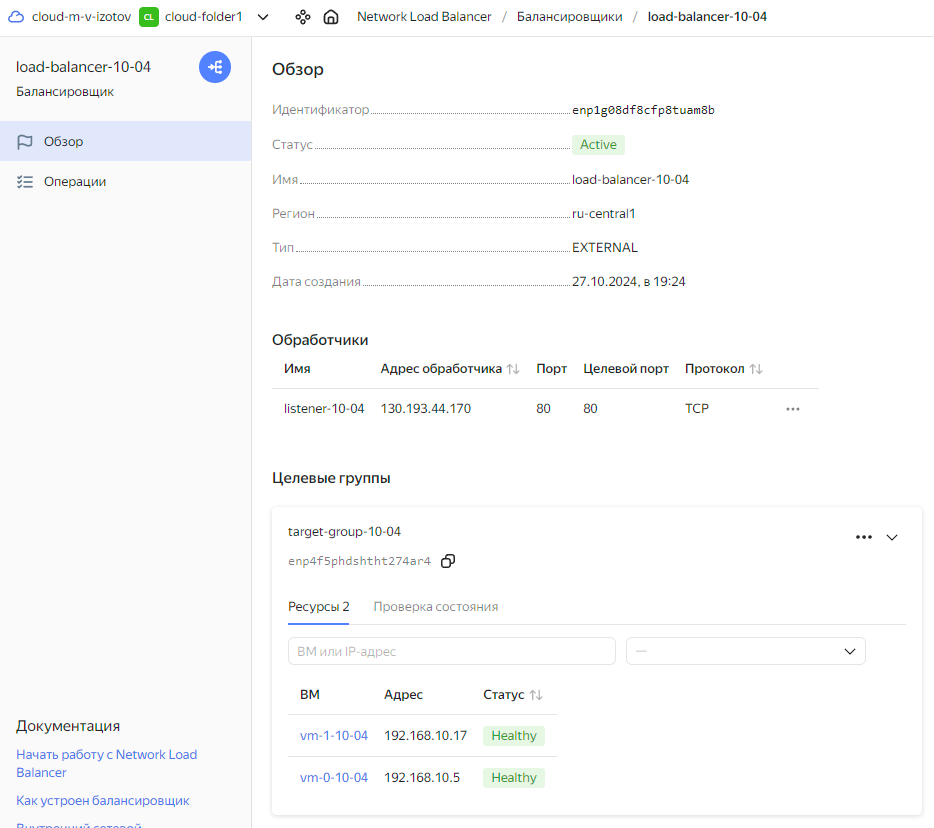 cloud-m-v-izotov CL cloud-folder1 Network Load Balancer / Балансировщики / load-balancer-10-04
load-balancer-10-04
Балансировщик
Обзор
Операции
Документация
Начать работу с Network Load
Balancer
Как устроен балансировщик
Внутренний сетевой
Обзор
Идентификатор enp1g08df8cfp8tuam8b
Статус Active
Имя load-balancer-10-04
Регион ru-central1
Тип EXTERNAL
Дата создания 27.10.2024, в 19:24
Обработчики
Имя Адрес обработчика Порт Целевой порт Протокол
listener-10-04 130.193.44.170 80 80 TCP
Целевые группы
target-group-10-04
enp4f5phdshtht274ar4
Ресурсы 2 Проверка состояния
ВМ или IP-адрес —
ВМ Адрес Статус
vm-1-10-04 192.168.10.17 Healthy
vm-0-10-04 192.168.10.5 Healthy